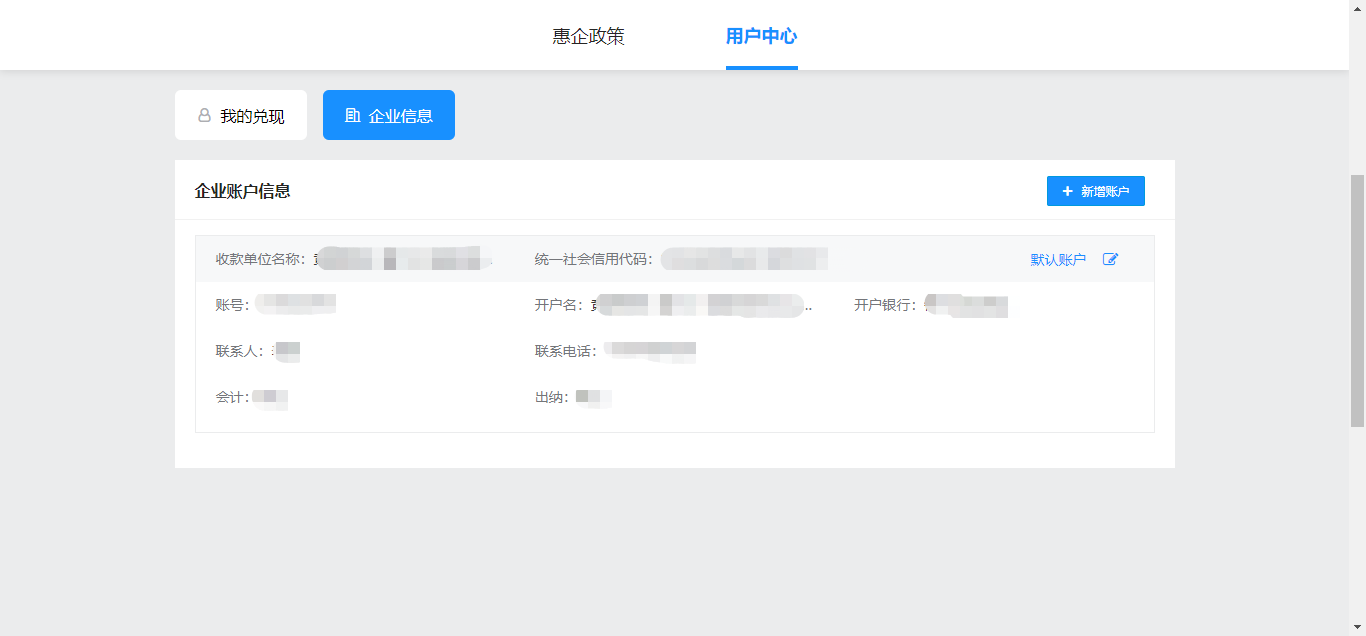 惠企政策 用户中心
我的兑现 企业信息
企业账户信息 + 新增账户
收款单位名称: 统一社会信用代码: 默认账户
账号: 开户名: .. 开户银行:
联系人: 联系电话:
会计: 出纳: